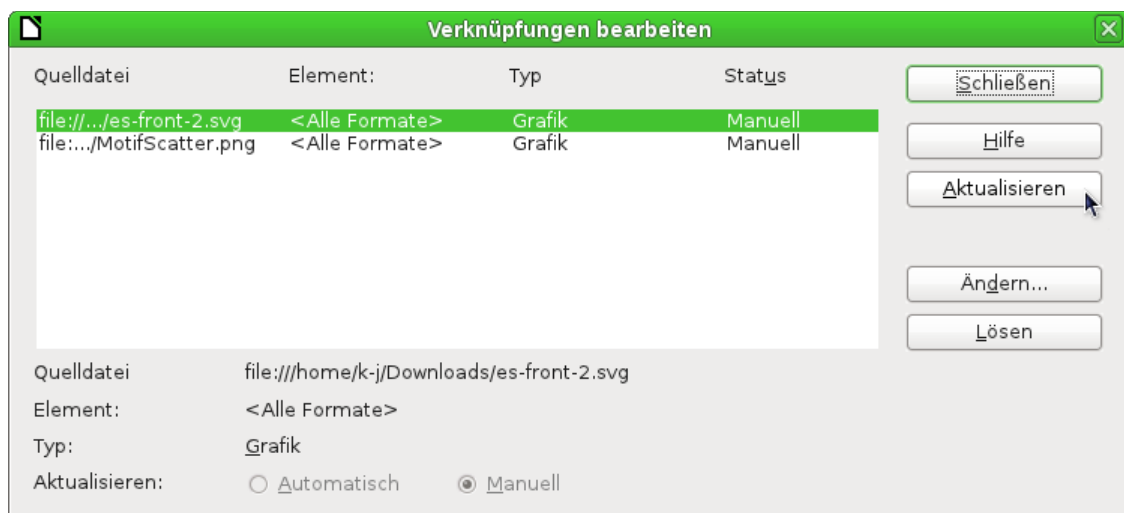 Verknüpfungen bearbeiten
Quelldatei Element: Typ Status
file://.../es-front-2.svg <Alle Formate> Grafik Manuell
file:.../MotifScatter.png <Alle Formate> Grafik Manuell
Schließen
Hilfe
Aktualisieren
Ändern...
Lösen
Quelldatei file:///home/k-j/Downloads/es-front-2.svg
Element: <Alle Formate>
Typ: Grafik
Aktualisieren: Automatisch Manuell